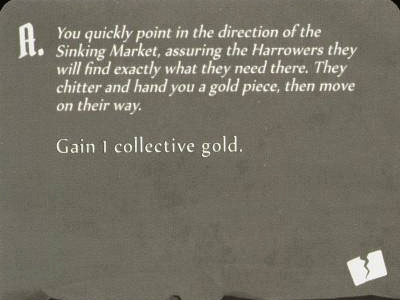 A. You quickly point in the direction of the
Sinking Market, assuring the Harrowers they
will find exactly what they need there. They
chitter and hand you a gold piece, then move
on their way.
Gain 1 collective gold.